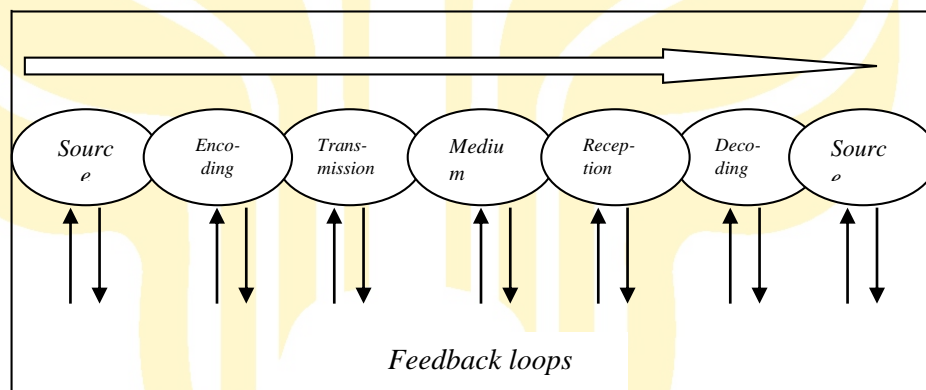 Sourc
e
Enco-
ding
Trans-
mission
Mediu
m
Recep-
tion
Deco-
ding
Sourc
e
Feedback loops